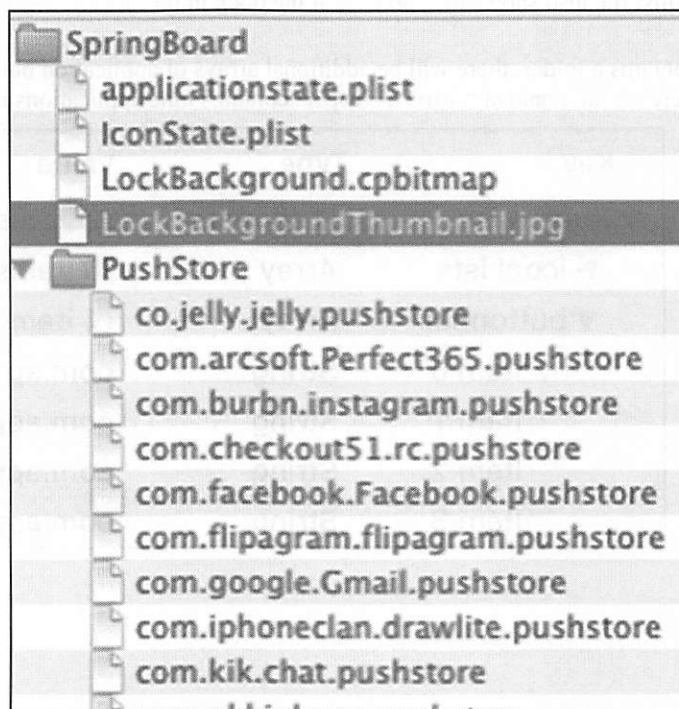 SpringBoard
applicationstate.plist
IconState.plist
LockBackground.cpbitmap
LockBackgroundThumbnail.jpg
PushStore
co.jelly.jelly.pushstore
com.arcsoft.Perfect365.pushstore
com.burbn.instagram.pushstore
com.checkout51.rc.pushstore
com.facebook.Facebook.pushstore
com.flipagram.flipagram.pushstore
com.google.Gmail.pushstore
com.iphoneclan.drawlite.pushstore
com.kik.chat.pushstore